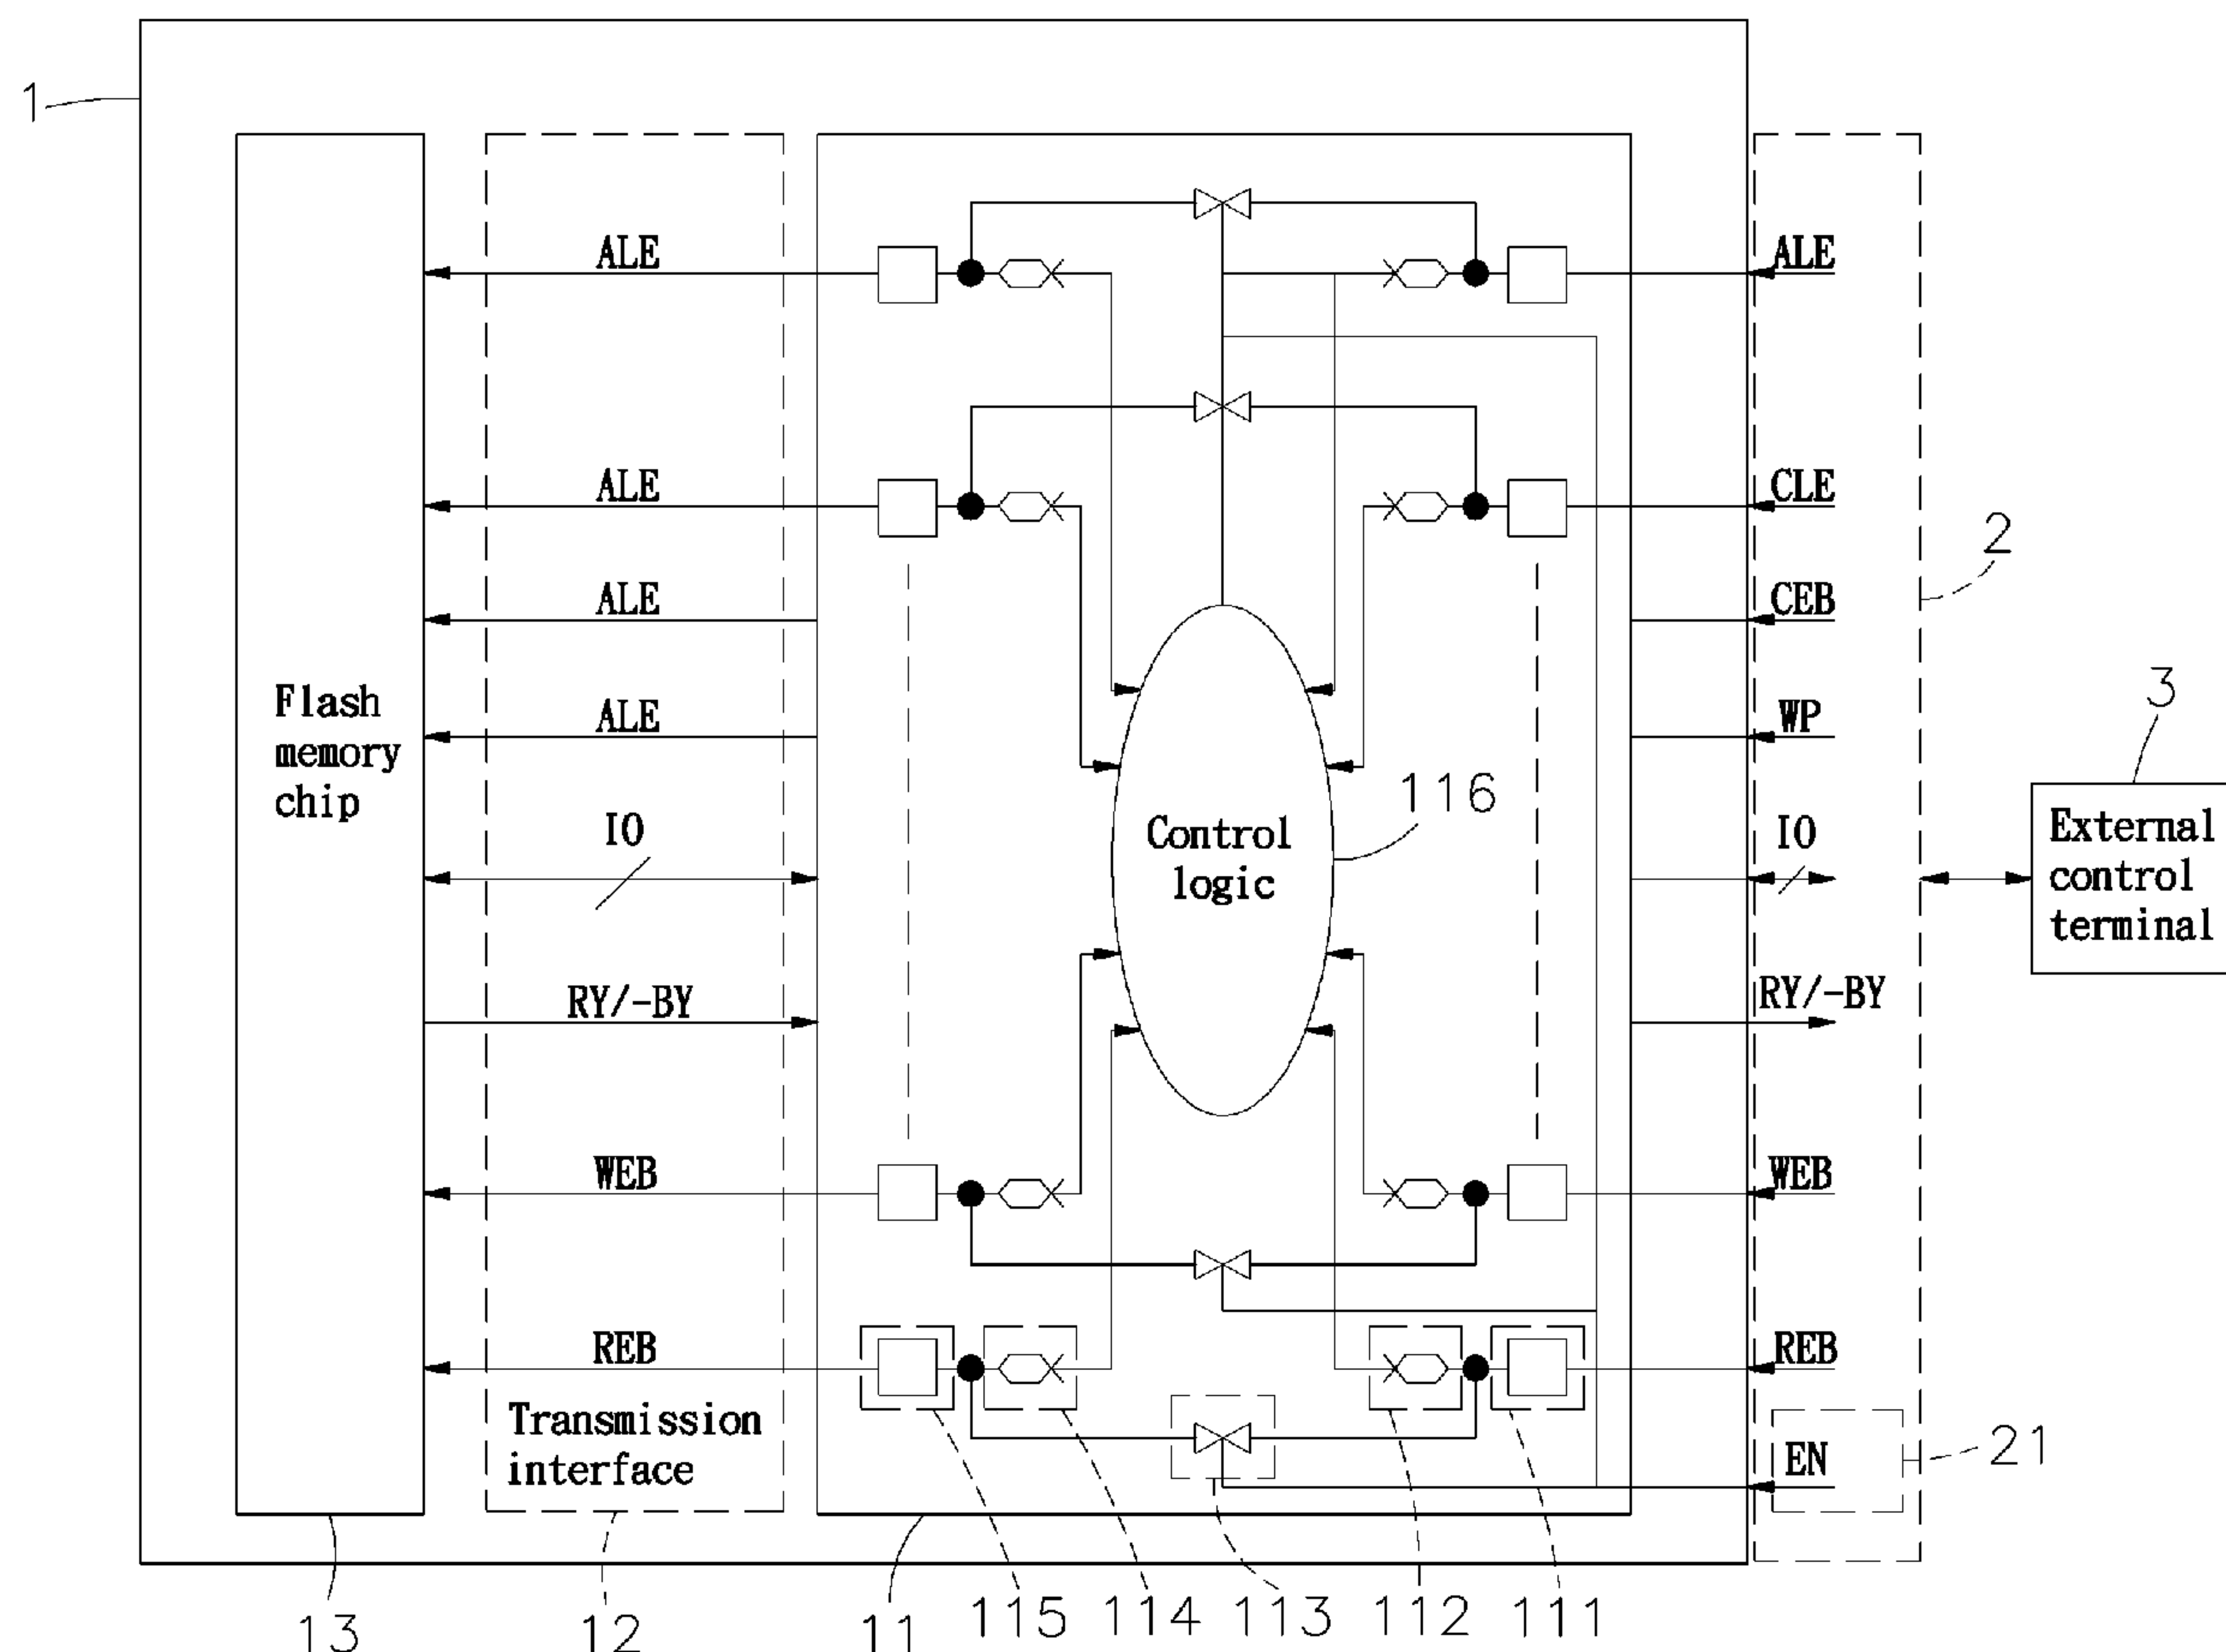 1
ALE
ALE
ALE
CLE
ALE
CEB
2
ALE
WP
3
Flash
memory
chip
116
IO
IO
Control
logic
External
control
terminal
RY/-BY
RY/-BY
WEB
WEB
REB
REB
Transmission
interface
EN
21
13
12
11
115
114
113
112
111